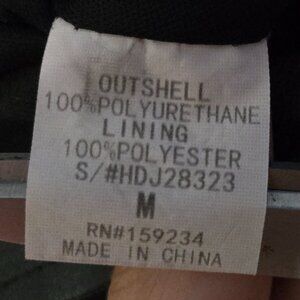 OUTSHELL
100%POLYURETHANE
LINING
100%POLYESTER
S/#HDJ28323
M
RN#159234
MADE IN CHINA